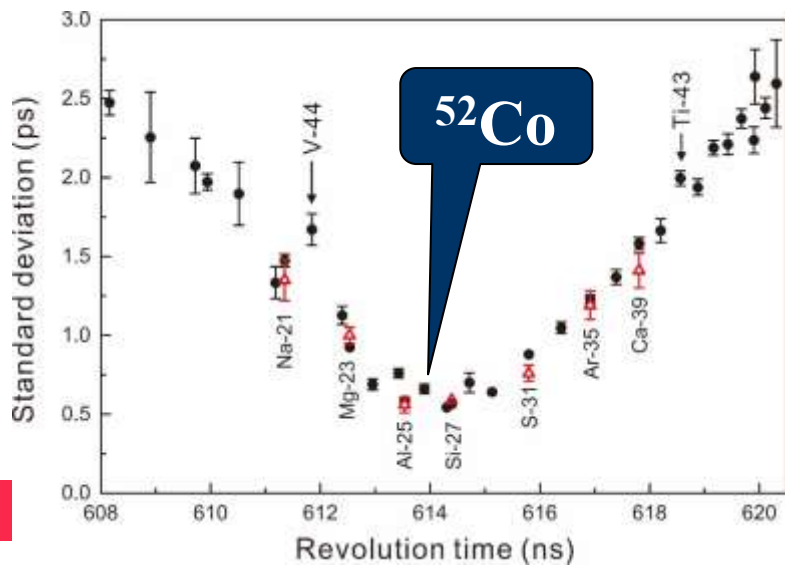 3.0
2.5
2.0
1.5
1.0
0.5
0.0
Standard deviation (ps)
608
610
612
614
616
618
620
Revolution time (ns)
V-44
⁵²Co
Ti-43
Na-21
Mg-23
Al-25
Si-27
S-31
Ar-35
Ca-39